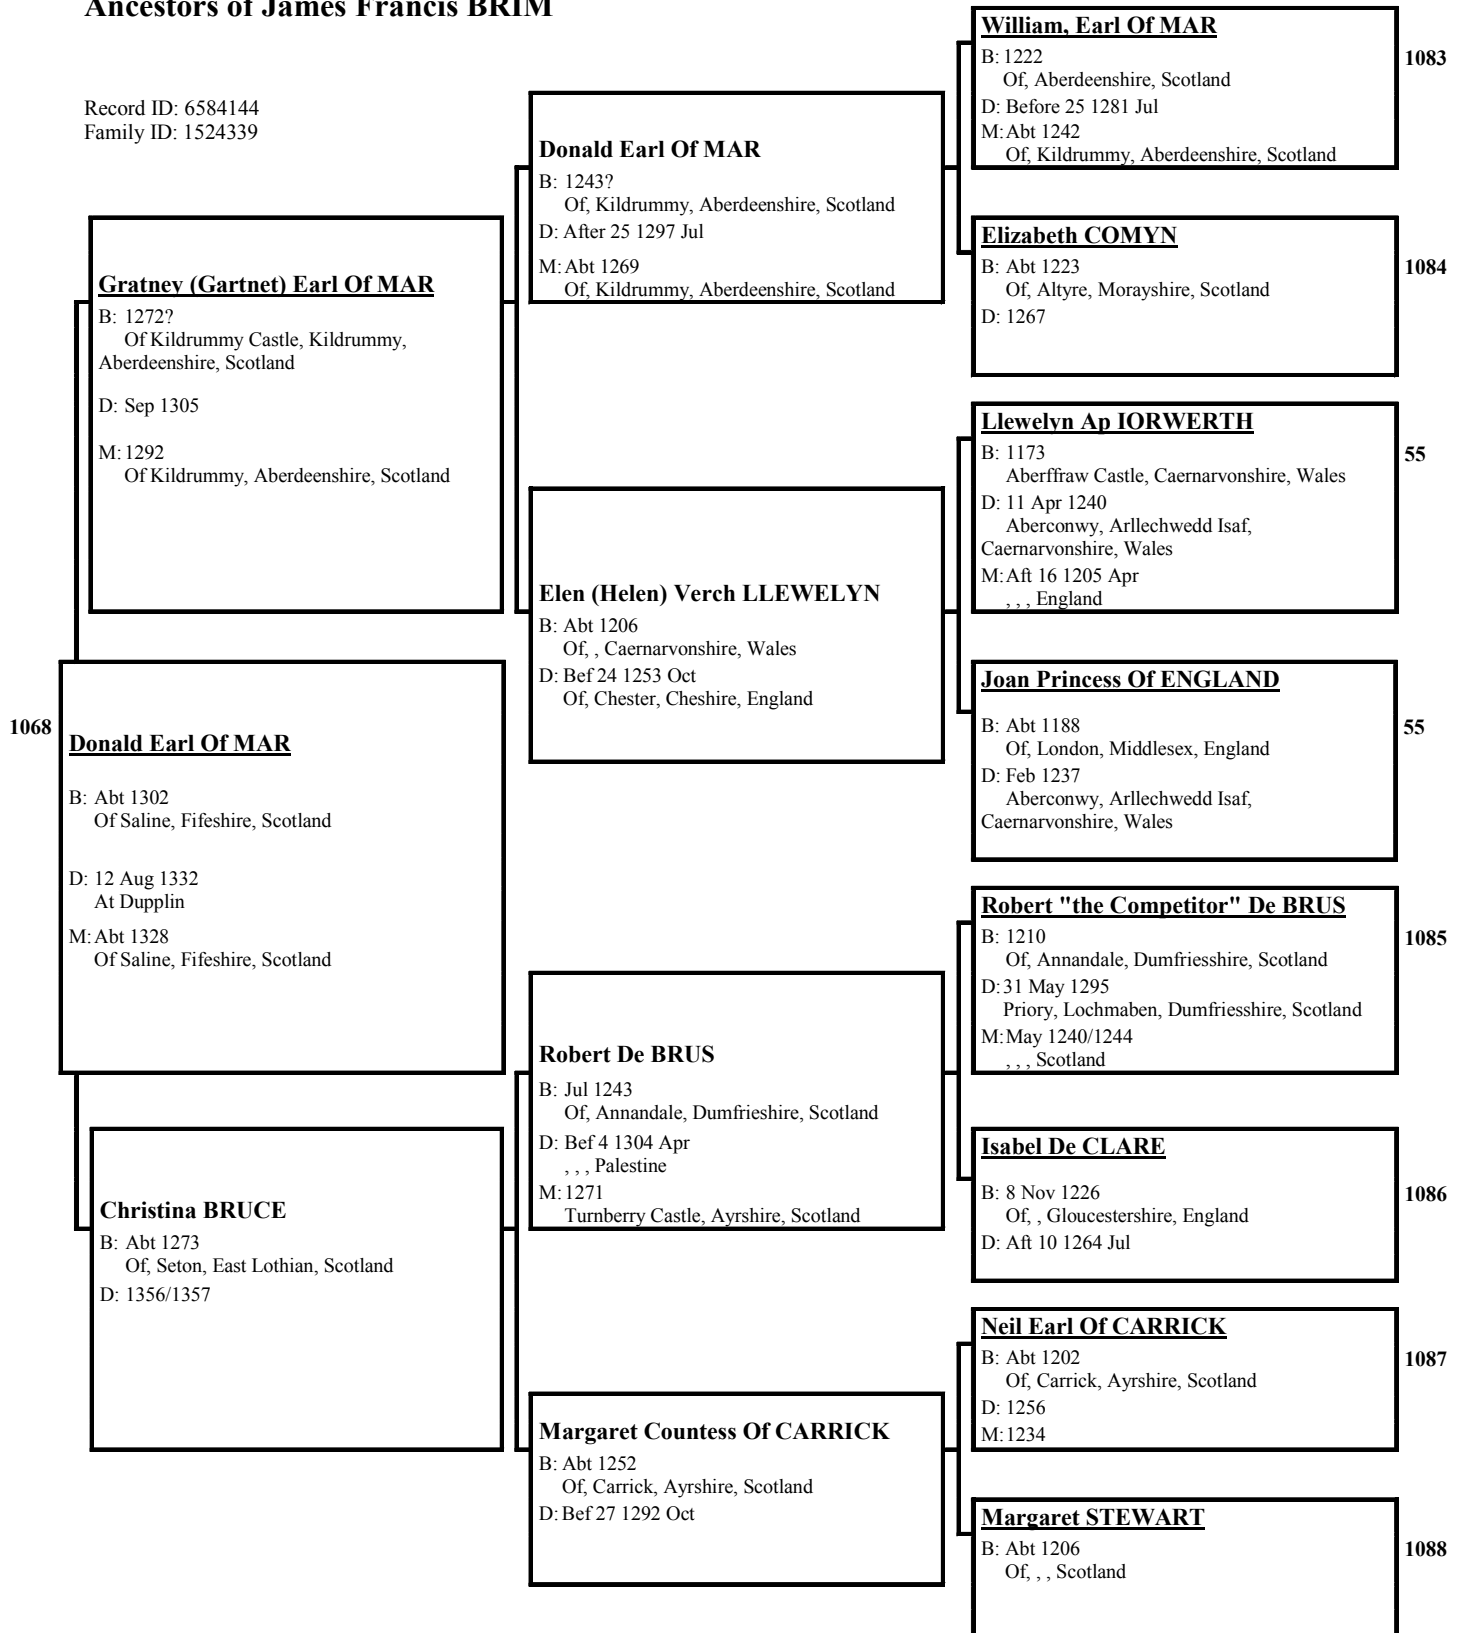 Ancestors of James Francis BRIM
Record ID: 6584144
Family ID: 1524339
1068
Donald Earl Of MAR
B: Abt 1302
Of Saline, Fifeshire, Scotland
D: 12 Aug 1332
At Dupplin
M: Abt 1328
Of Saline, Fifeshire, Scotland
Gratney (Gartnet) Earl Of MAR
B: 1272?
Of Kildrummy Castle, Kildrummy,
Aberdeenshire, Scotland
D: Sep 1305
M: 1292
Of Kildrummy, Aberdeenshire, Scotland
Christina BRUCE
B: Abt 1273
Of, Seton, East Lothian, Scotland
D: 1356/1357
Donald Earl Of MAR
B: 1243?
Of, Kildrummy, Aberdeenshire, Scotland
D: After 25 1297 Jul
M: Abt 1269
Of, Kildrummy, Aberdeenshire, Scotland
Elen (Helen) Verch LLEWELYN
B: Abt 1206
Of, , Caernarvonshire, Wales
D: Bef 24 1253 Oct
Of, Chester, Cheshire, England
Robert De BRUS
B: Jul 1243
Of, Annandale, Dumfrieshire, Scotland
D: Bef 4 1304 Apr
, , , Palestine
M: 1271
Turnberry Castle, Ayrshire, Scotland
Margaret Countess Of CARRICK
B: Abt 1252
Of, Carrick, Ayrshire, Scotland
D: Bef 27 1292 Oct
William, Earl Of MAR
B: 1222
Of, Aberdeenshire, Scotland
D: Before 25 1281 Jul
M: Abt 1242
Of, Kildrummy, Aberdeenshire, Scotland
1083
Elizabeth COMYN
B: Abt 1223
Of, Altyre, Morayshire, Scotland
D: 1267
1084
Llewelyn Ap IORWERTH
B: 1173
Aberffraw Castle, Caernarvonshire, Wales
D: 11 Apr 1240
Aberconwy, Arllechwedd Isaf,
Caernarvonshire, Wales
M: Aft 16 1205 Apr
, , , England
55
Joan Princess Of ENGLAND
B: Abt 1188
Of, London, Middlesex, England
D: Feb 1237
Aberconwy, Arllechwedd Isaf,
Caernarvonshire, Wales
55
Robert "the Competitor" De BRUS
B: 1210
Of, Annandale, Dumfriesshire, Scotland
D: 31 May 1295
Priory, Lochmaben, Dumfriesshire, Scotland
M: May 1240/1244
, , , Scotland
1085
Isabel De CLARE
B: 8 Nov 1226
Of, , Gloucestershire, England
D: Aft 10 1264 Jul
1086
Neil Earl Of CARRICK
B: Abt 1202
Of, Carrick, Ayrshire, Scotland
D: 1256
M: 1234
1087
Margaret STEWART
B: Abt 1206
Of, , , Scotland
1088